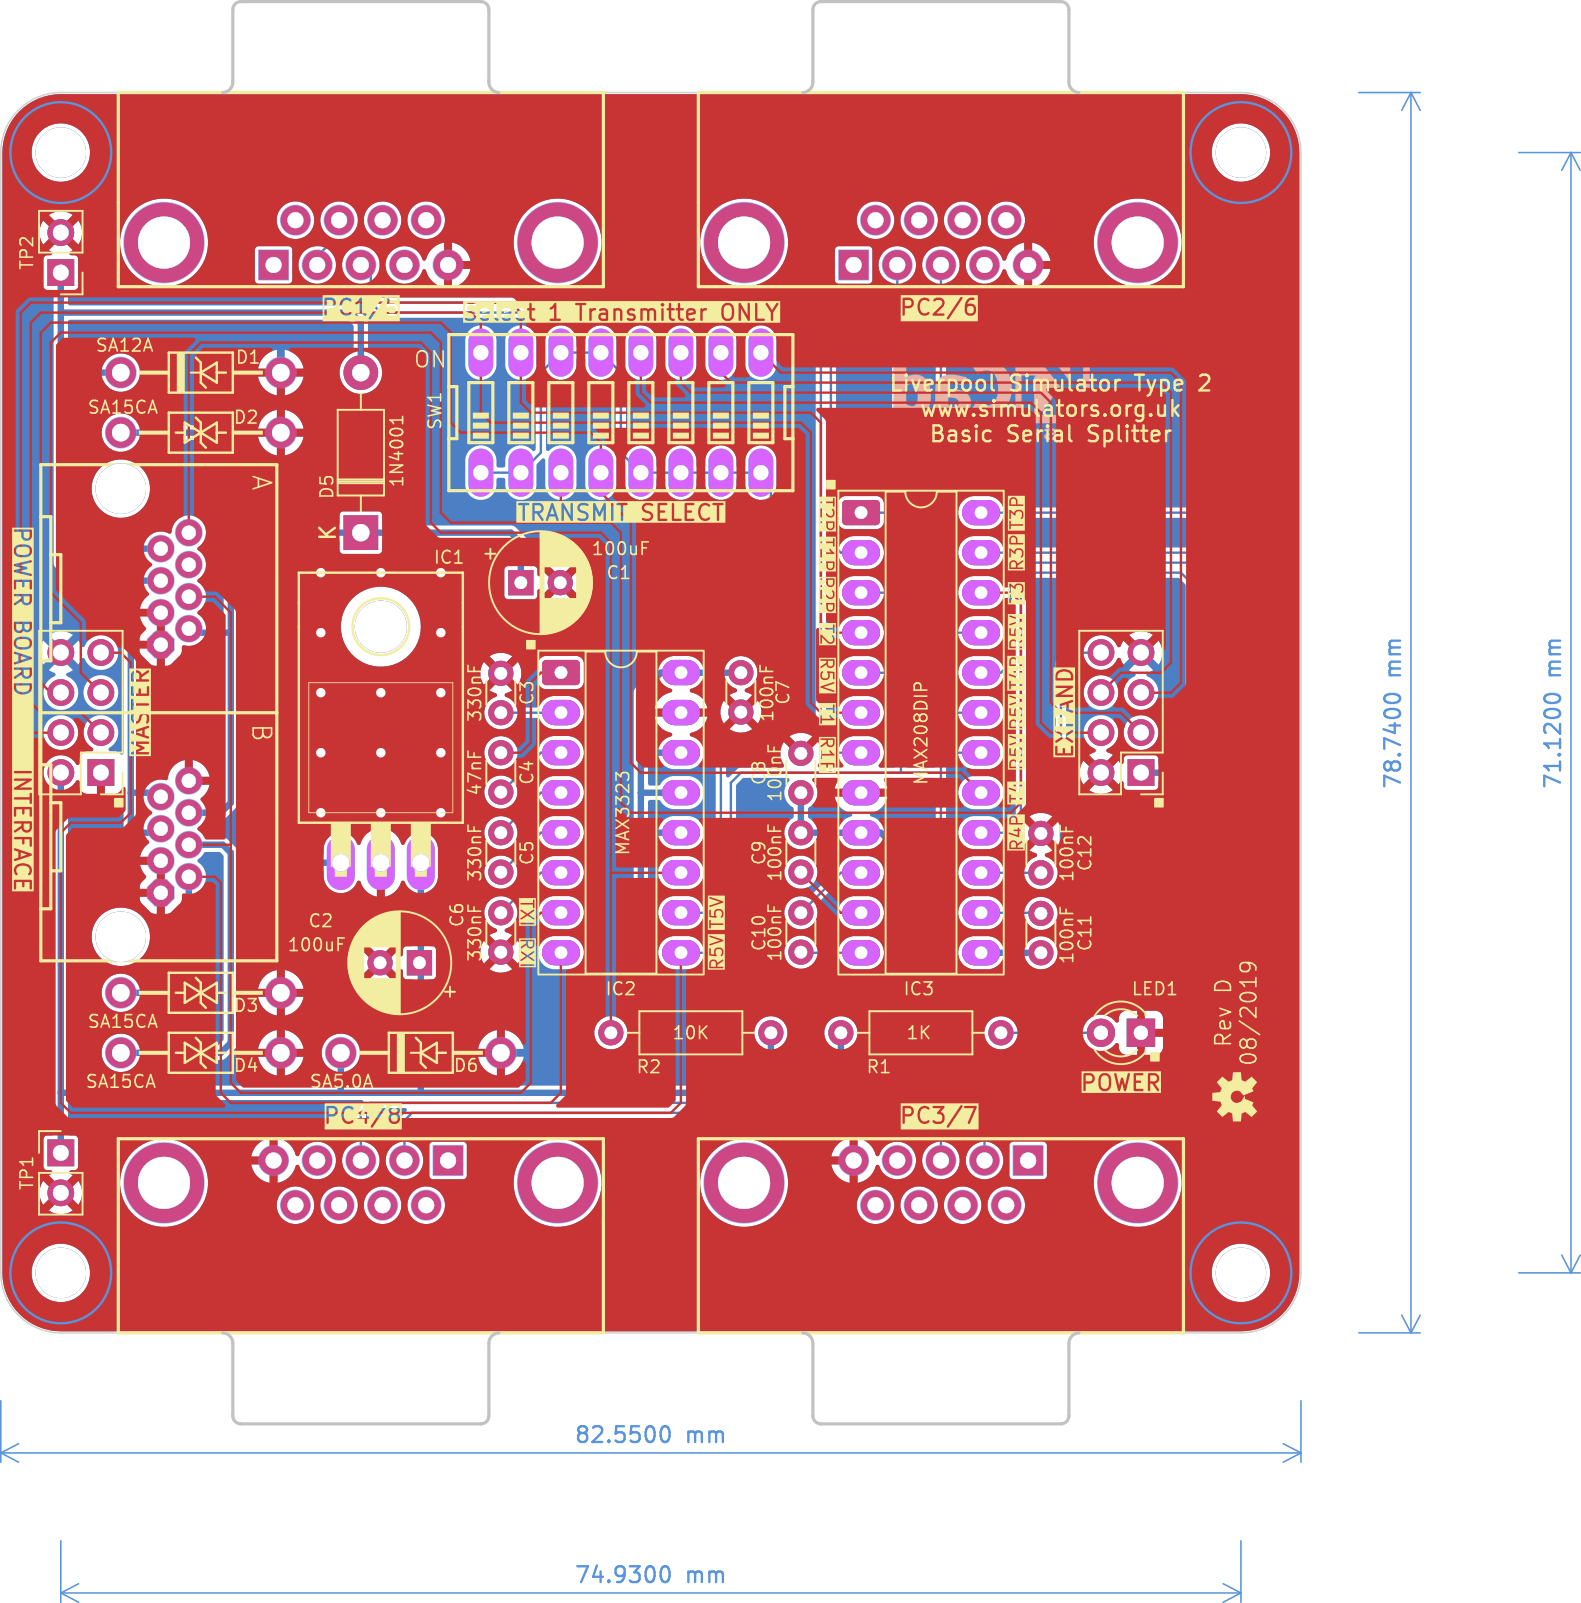 TP2
PC1/5
Select 1 Transmitter ONLY
PC2/6
SA12A
D1
ON
SA15CA
D2
SW1
1N4001
D5
K
Liverpool Simulator Type 2
www.simulators.org.uk
Basic Serial Splitter
TRANSMIT SELECT
A
B
POWER BOARD
INTERFACE
MASTER
IC1
+
100uF
C1
T2P
T1P
R2P
T2
R5V
T1
R1P
T3P
R3P
T3
R5V
T4P
R5V
R5V
T4
R4P
MAX208DIP
IC3
EXPAND
330nF
C3
47nF
C4
330nF
C5
330nF
C6
TX1
RX1
MAX3323
IC2
T5V
R5V
100nF
C7
100nF
C8
100nF
C9
100nF
C10
100nF
C12
100nF
C11
C2
100uF
+
D3
SA15CA
D4
SA15CA
SA5.0A
D6
10K
R2
1K
R1
LED1
POWER
Rev D
08/2019
TP1
PC4/8
PC3/7
78.7400 mm
71.1200 mm
82.5500 mm
74.9300 mm